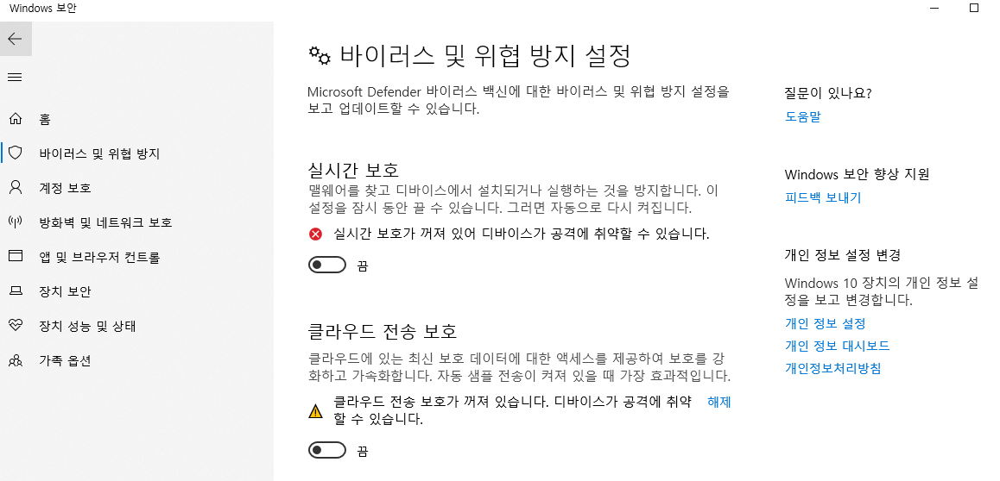 Windows 보안
홈
바이러스 및 위협 방지
계정 보호
방화벽 및 네트워크 보호
앱 및 브라우저 컨트롤
장치 보안
장치 성능 및 상태
가족 옵션
바이러스 및 위협 방지 설정
Microsoft Defender 바이러스 백신에 대한 바이러스 및 위협 방지 설정을
보고 업데이트할 수 있습니다.
실시간 보호
맬웨어를 찾고 디바이스에서 설치되거나 실행하는 것을 방지합니다. 이
설정을 잠시 동안 끌 수 있습니다. 그러면 자동으로 다시 켜집니다.
실시간 보호가 꺼져 있어 디바이스가 공격에 취약할 수 있습니다.
끔
클라우드 전송 보호
클라우드에 있는 최신 보호 데이터에 대한 액세스를 제공하여 보호를 강
화하고 가속화합니다. 자동 샘플 전송이 켜져 있을 때 가장 효과적입니다.
클라우드 전송 보호가 꺼져 있습니다. 디바이스가 공격에 취약
할 수 있습니다.
해제
끔
질문이 있나요?
도움말
Windows 보안 향상 지원
피드백 보내기
개인 정보 설정 변경
Windows 10 장치의 개인 정보 설
정을 보고 변경합니다.
개인 정보 설정
개인 정보 대시보드
개인정보처리방침